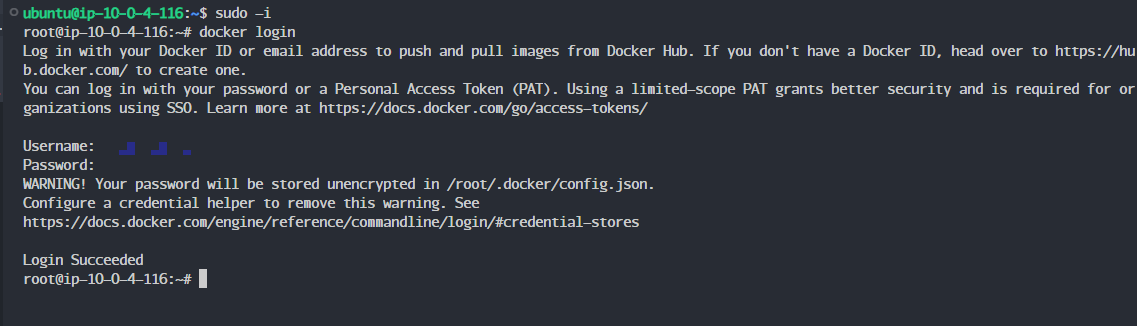 ubuntu@ip-10-0-4-116:~$ sudo -i
root@ip-10-0-4-116:~# docker login
Log in with your Docker ID or email address to push and pull images from Docker Hub. If you don't have a Docker ID, head over to https://hu
b.docker.com/ to create one.
You can log in with your password or a Personal Access Token (PAT). Using a limited-scope PAT grants better security and is required for or
ganizations using SSO. Learn more at https://docs.docker.com/go/access-tokens/
Username:
Password:
WARNING! Your password will be stored unencrypted in /root/.docker/config.json.
Configure a credential helper to remove this warning. See
https://docs.docker.com/engine/reference/commandline/login/#credential-stores
Login Succeeded
root@ip-10-0-4-116:~#